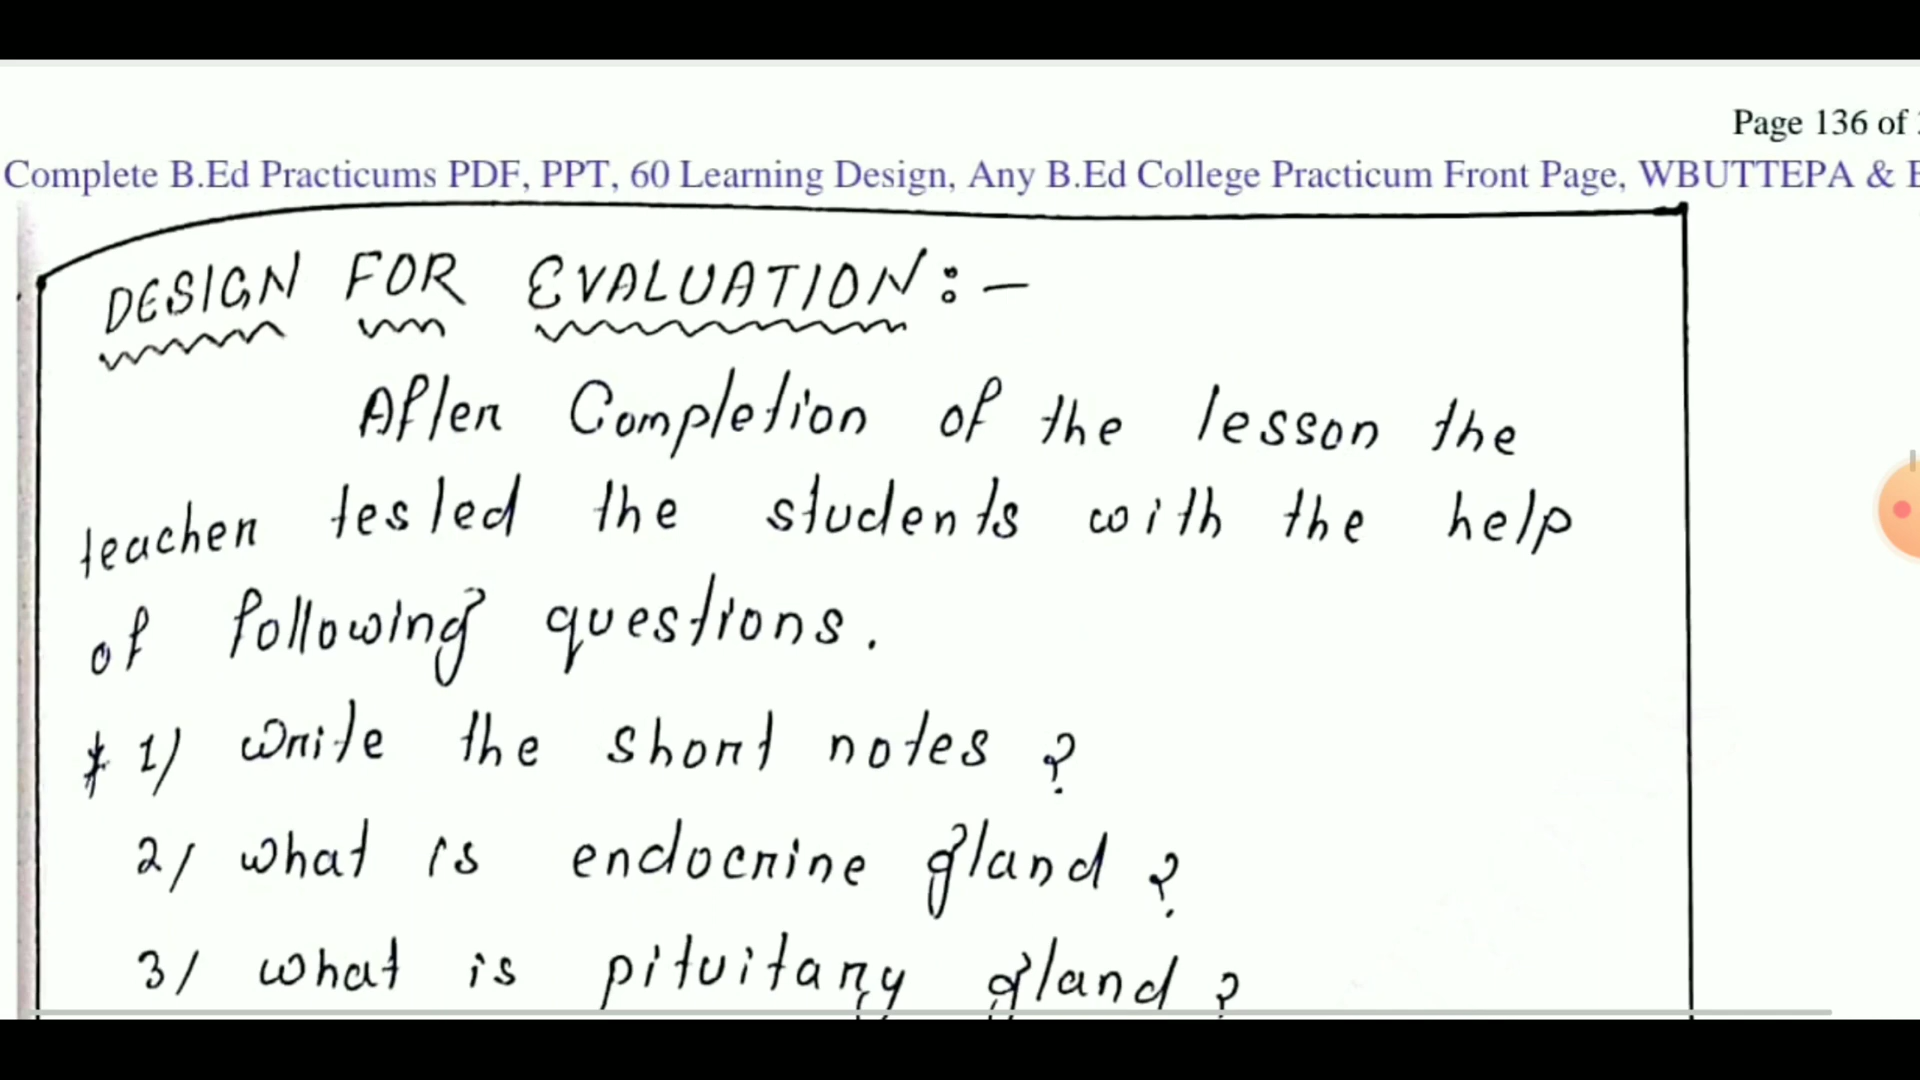 Page 136 of
Complete B.Ed Practicums PDF, PPT, 60 Learning Design, Any B.Ed College Practicum Front Page, WBUTTEPA &
DESIGN FOR EVALUATION:-
After Completion of the lesson the
teacher tested the students with the help
of following questions.
* 1) write the short notes ?
2/ what is endocrine gland ?
3/ what is pituitary gland ?